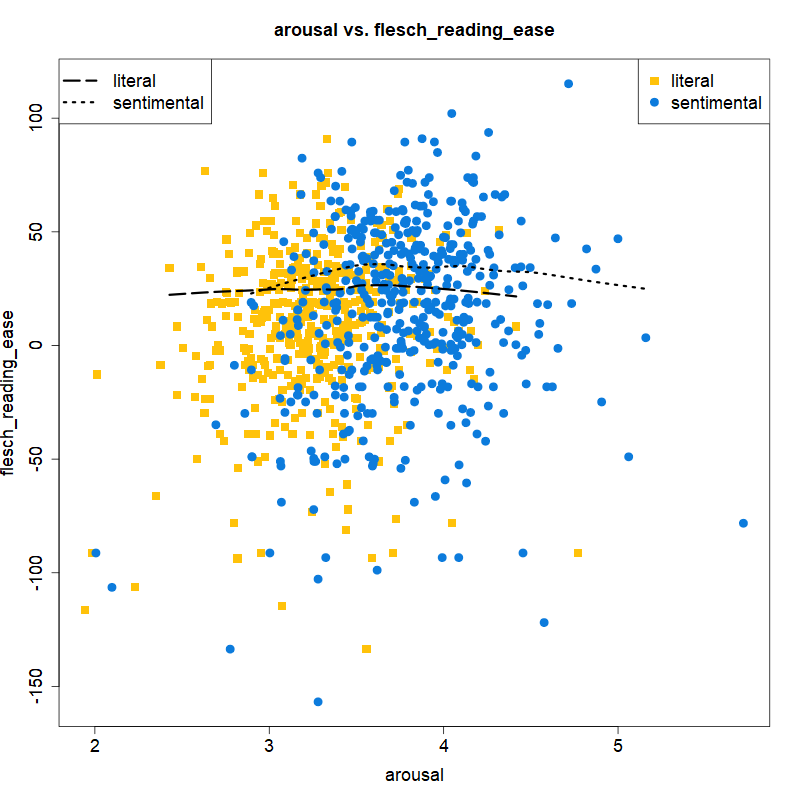 arousal vs. flesch_reading_ease
literal
sentimental
literal
sentimental
flesch_reading_ease
100
50
0
-50
-100
-150
2 3 4 5
arousal